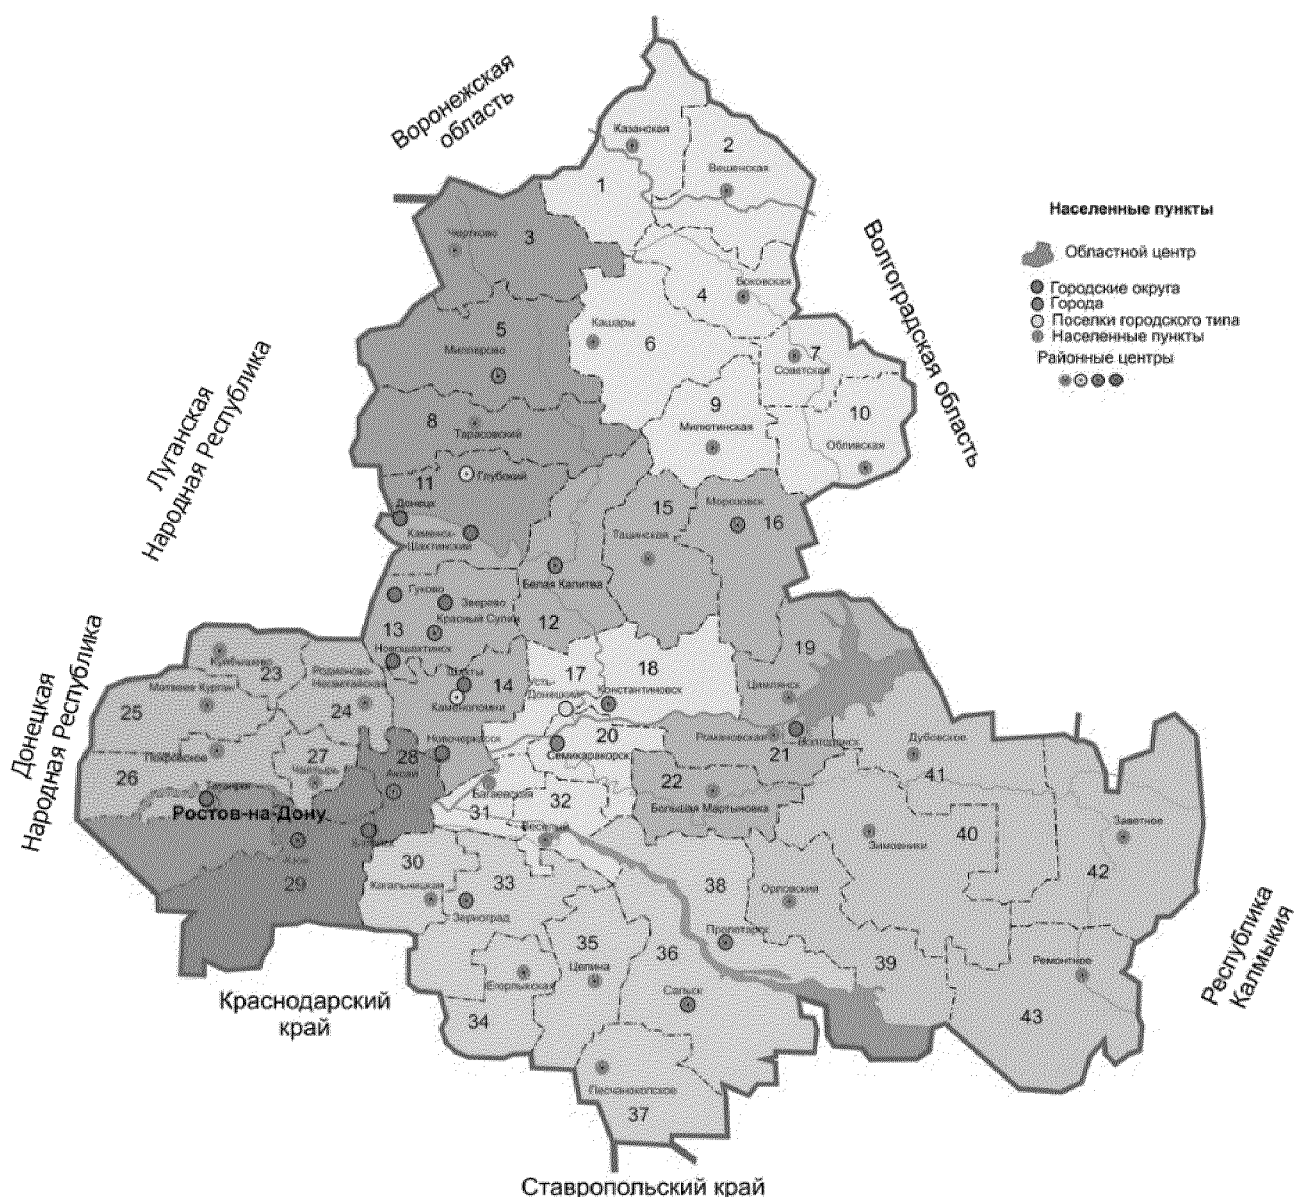 Воронежская
область
Казанская
2
Вешенская
1
Населенные пункты
Чертково
3
Областной центр
Волгоградская область
4
Боковская
Городские округа
Города
Поселки городского типа
Населенные пункты
Районные центры
5
Миллерово
Кашары
6
7
Советская
Луганская
Народная Республика
8
Тарасовский
9
Милютинская
10
Обливская
11
Глубокий
Донецк
Каменск-
Шахтинский
15
Тацинская
Морозовск
16
Гуково
Зверево
Красный Сулин
Белая Калитва
12
13
Новошахтинск
Донецкая
Народная Республика
Куйбышево
23
Матвеев Курган
Родионово-
Несветайская
24
25
Шахты
14
Каменоломни
17
Усть-
Донецкий
18
Константиновск
19
Цимлянск
26
Покровское
27
Чалтырь
28
Аксай
Новочеркасск
20
Семикаракорск
Романовская
21
Волгодонск
Дубовское
41
Таганрог
Ростов-на-Дону
Азов
29
Багаевская
31
32
Веселый
22
Большая Мартыновка
Зимовники
40
Заветное
42
30
Кагальницкая
33
Зерноград
38
Орловский
Пролетарск
35
Целина
36
39
Ремонтное
Егорлыкская
34
Сальск
43
Республика
Калмыкия
Краснодарский
край
Песчанокопское
37
Ставропольский край